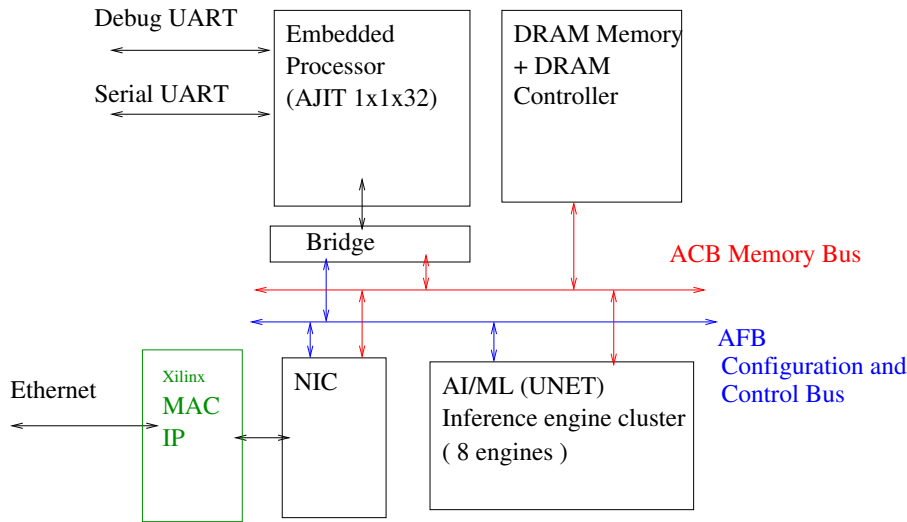 Debug UART
Serial UART
Embedded
Processor
(AJIT 1x1x32)
DRAM Memory
+ DRAM
Controller
Bridge
ACB Memory Bus
AFB
Configuration and
Control Bus
Ethernet
Xilinx
MAC
IP
NIC
AI/ML (UNET)
Inference engine cluster
( 8 engines )